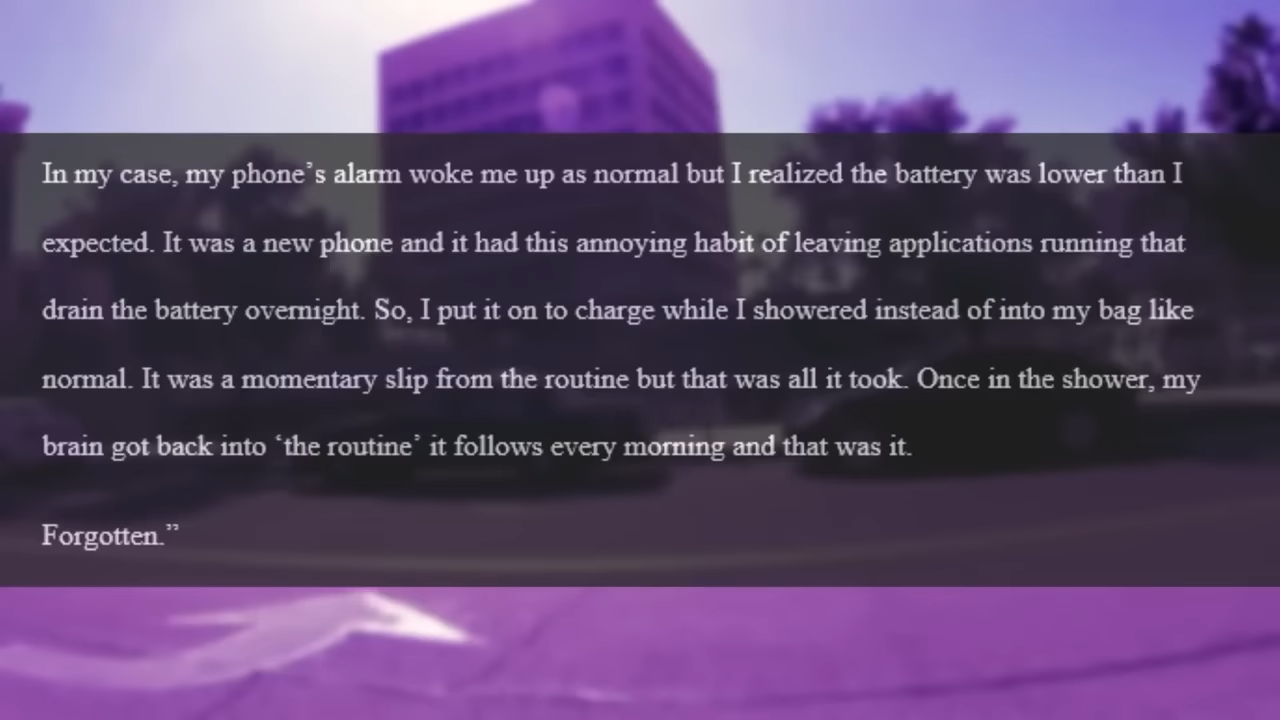 In my case, my phone’s alarm woke me up as normal but I realized the battery was lower than I
expected. It was a new phone and it had this annoying habit of leaving applications running that
drain the battery overnight. So, I put it on to charge while I showered instead of into my bag like
normal. It was a momentary slip from the routine but that was all it took. Once in the shower, my
brain got back into ‘the routine’ it follows every morning and that was it.
Forgotten.”